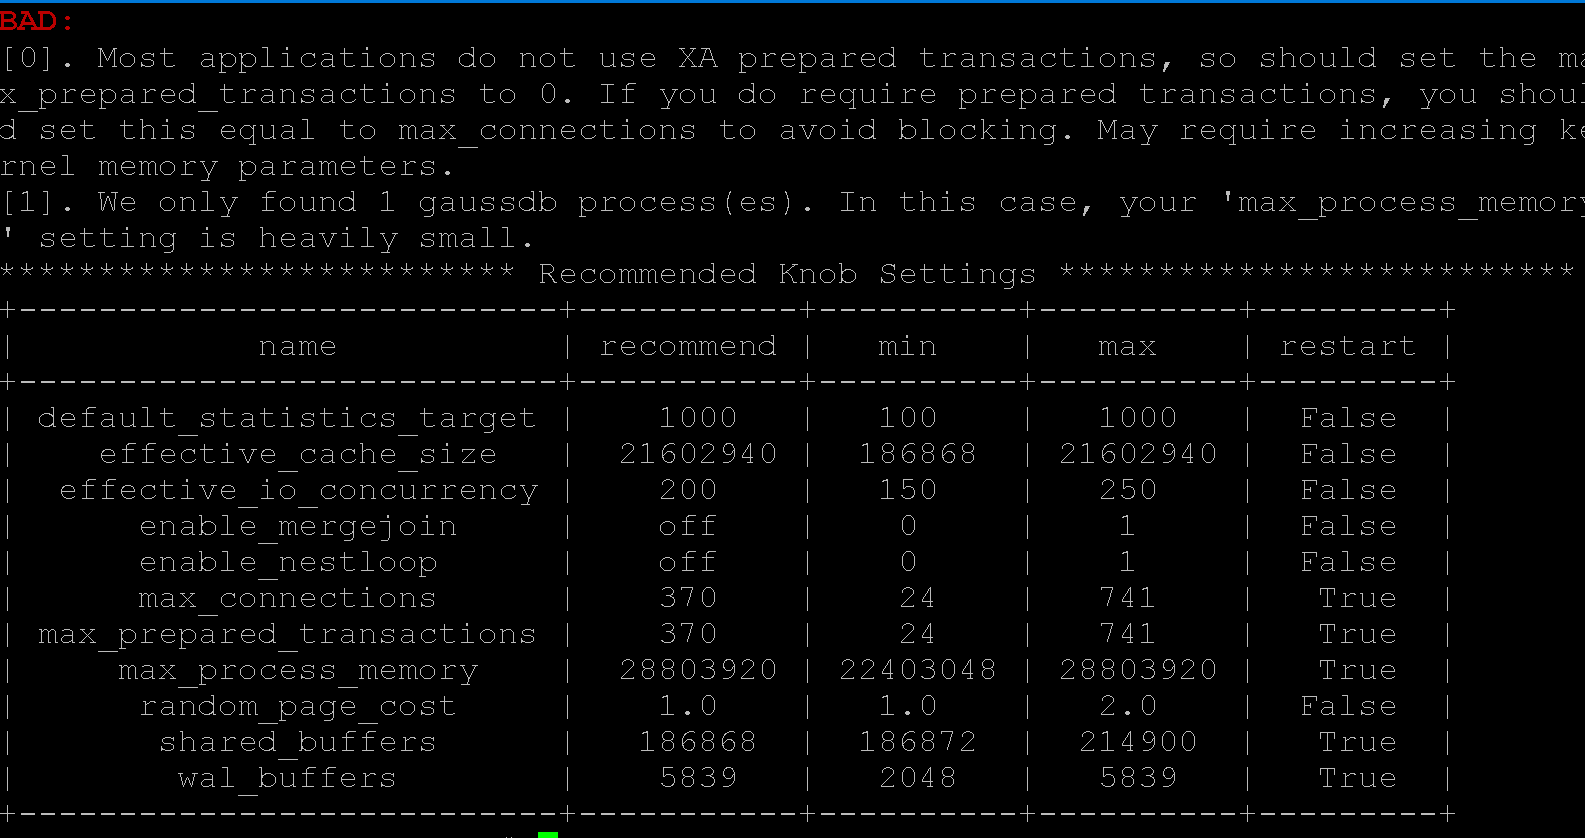 BAD:
[0]. Most applications do not use XA prepared transactions, so should set the ma
x_prepared_transactions to 0. If you do require prepared transactions, you shoul
d set this equal to max_connections to avoid blocking. May require increasing ke
rnel memory parameters.
[1]. We only found 1 gaussdb process(es). In this case, your 'max_process_memory
' setting is heavily small.
************************** Recommended Knob Settings **************************
+---------------------------+-----------+----------+----------+---------+
|            name           | recommend |   min    |   max    | restart |
+---------------------------+-----------+----------+----------+---------+
| default_statistics_target |    1000   |   100    |   1000   |  False  |
|    effective_cache_size   |  21602940 |  186868  | 21602940 |  False  |
|  effective_io_concurrency |    200    |   150    |   250    |  False  |
|      enable_mergejoin     |    off    |    0     |    1     |  False  |
|      enable_nestloop      |    off    |    0     |    1     |  False  |
|      max_connections      |    370    |    24    |   741    |   True  |
| max_prepared_transactions |    370    |    24    |   741    |   True  |
|     max_process_memory    |  28803920 | 22403048 | 28803920 |   True  |
|      random_page_cost     |    1.0    |   1.0    |   2.0    |  False  |
|       shared_buffers      |   186868  |  186872  |  214900  |   True  |
|        wal_buffers        |    5839   |   2048   |   5839   |   True  |
+---------------------------+-----------+----------+----------+---------+